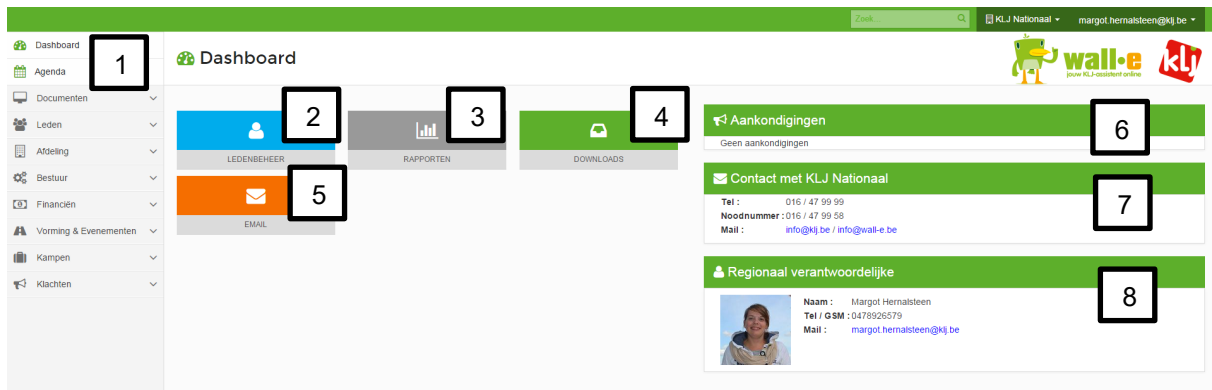 Zoek...
KLJ Nationaal
margot.hernalsteen@klj.be
Dashboard
Agenda
Documenten
Leden
Afdeling
Bestuur
Financiën
Vorming & Evenementen
Kampen
Klachten
1
Dashboard
wall•e
jouw KLJ-assistent online
klj
2
LEDENBEHEER
3
RAPPORTEN
4
DOWNLOADS
5
EMAIL
Aankondigingen
6
Geen aankondigingen
Contact met KLJ Nationaal
7
Tel : 016 / 47 99 99
Noodnummer : 016 / 47 99 58
Mail : info@klj.be / info@wall-e.be
Regionaal verantwoordelijke
8
Naam : Margot Hernalsteen
Tel / GSM : 0478926579
Mail : margot.hernalsteen@klj.be